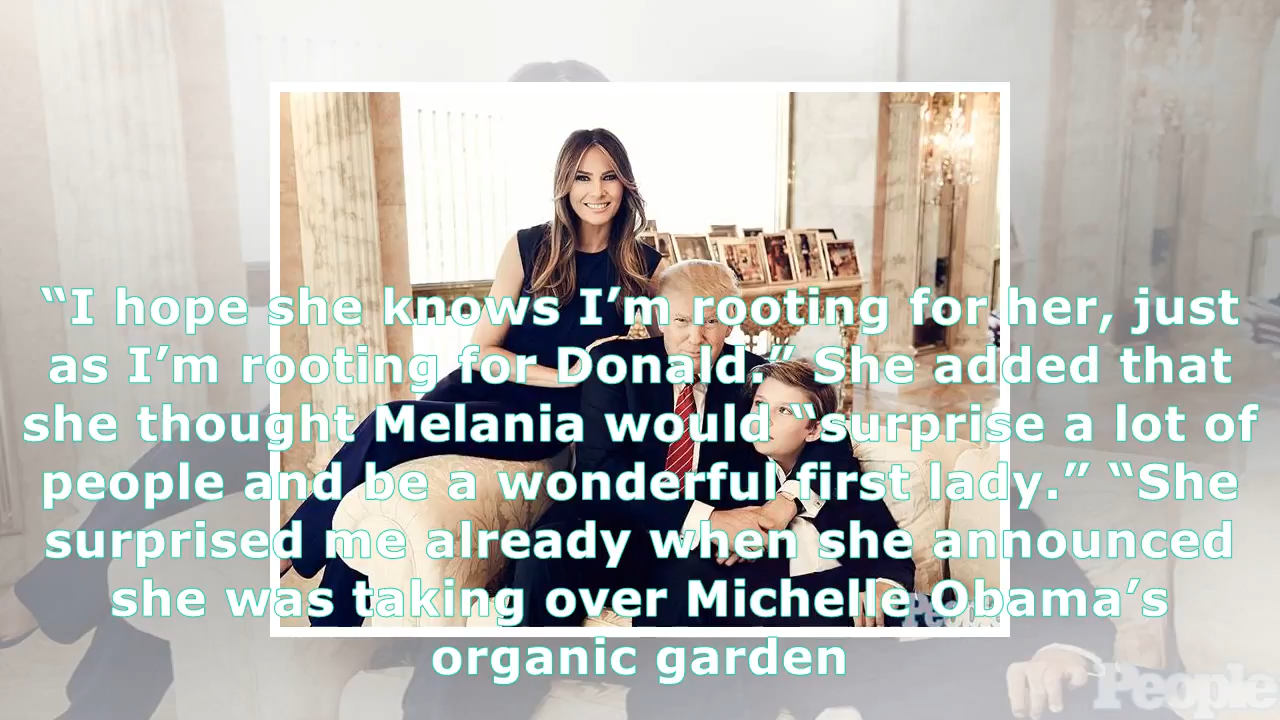 “I hope she knows I’m rooting for her, just
as I’m rooting for Donald.” She added that
she thought Melania would “surprise a lot of
people and be a wonderful first lady.” “She
surprised me already when she announced
she was taking over Michelle Obama’s
organic garden
People
People